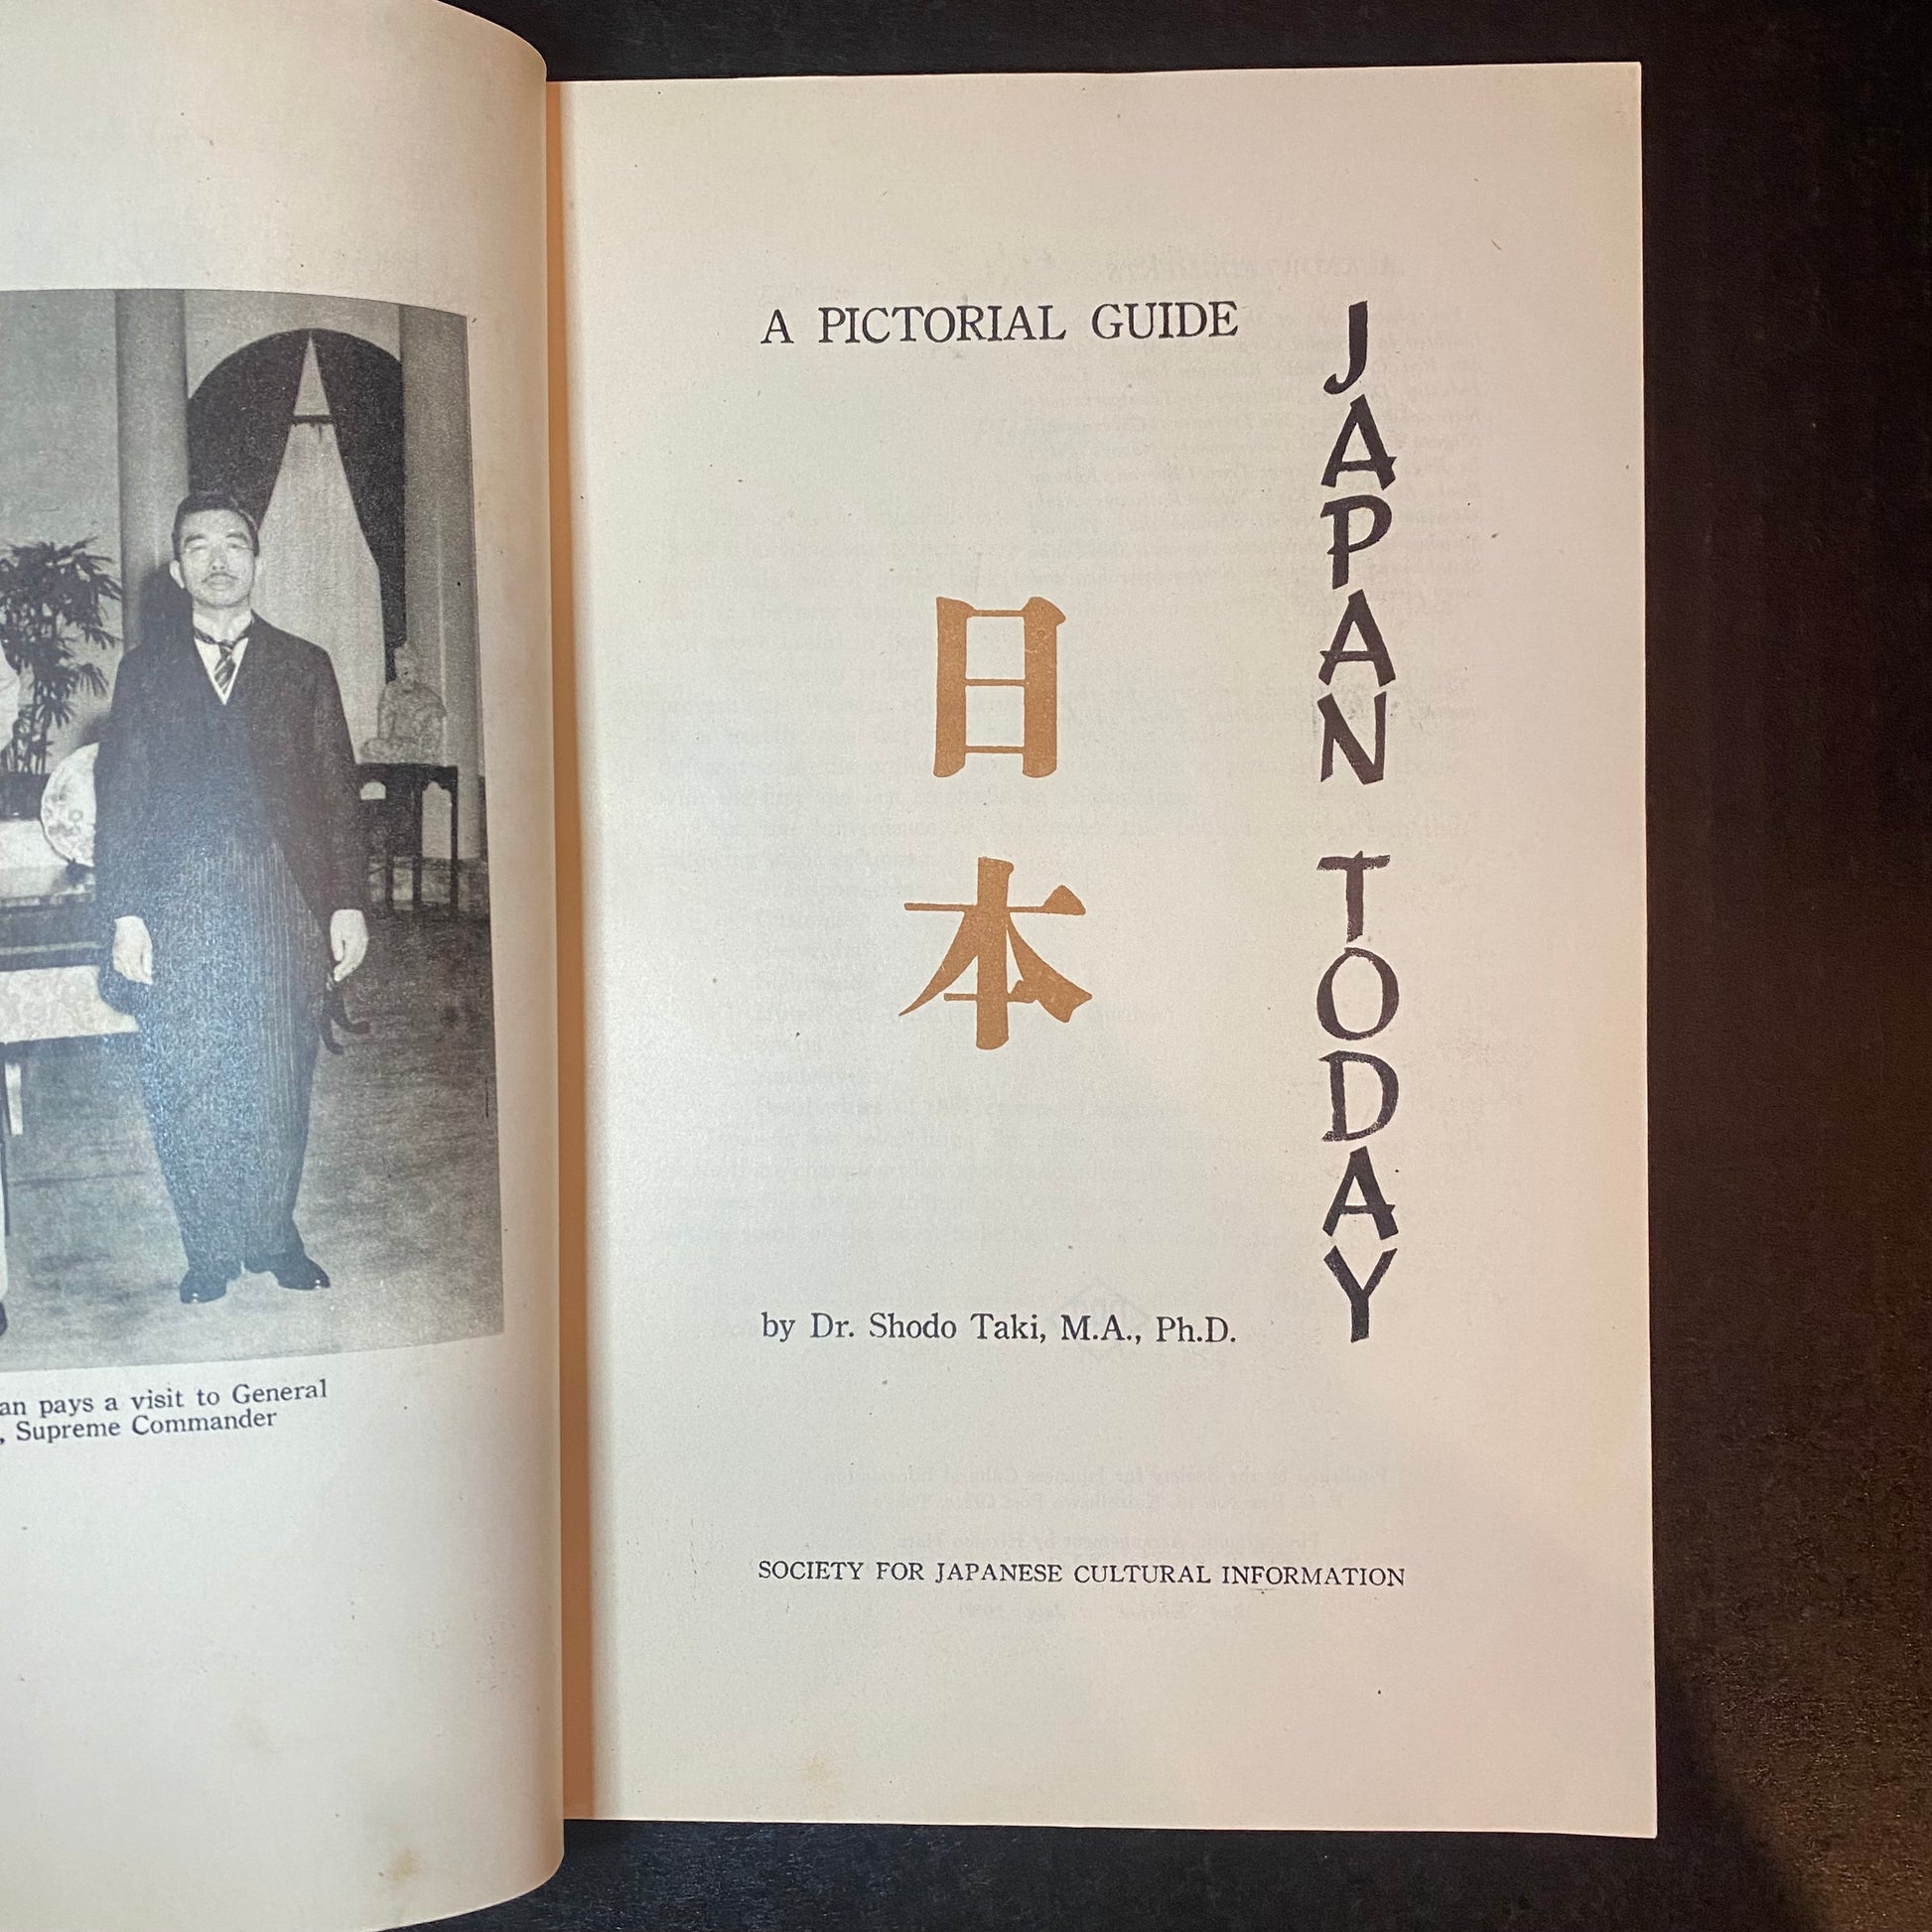 an pays a visit to General
, Supreme Commander
A PICTORIAL GUIDE
JAPAN TODAY
日本
by Dr. Shodo Taki, M.A., Ph.D.
SOCIETY FOR JAPANESE CULTURAL INFORMATION